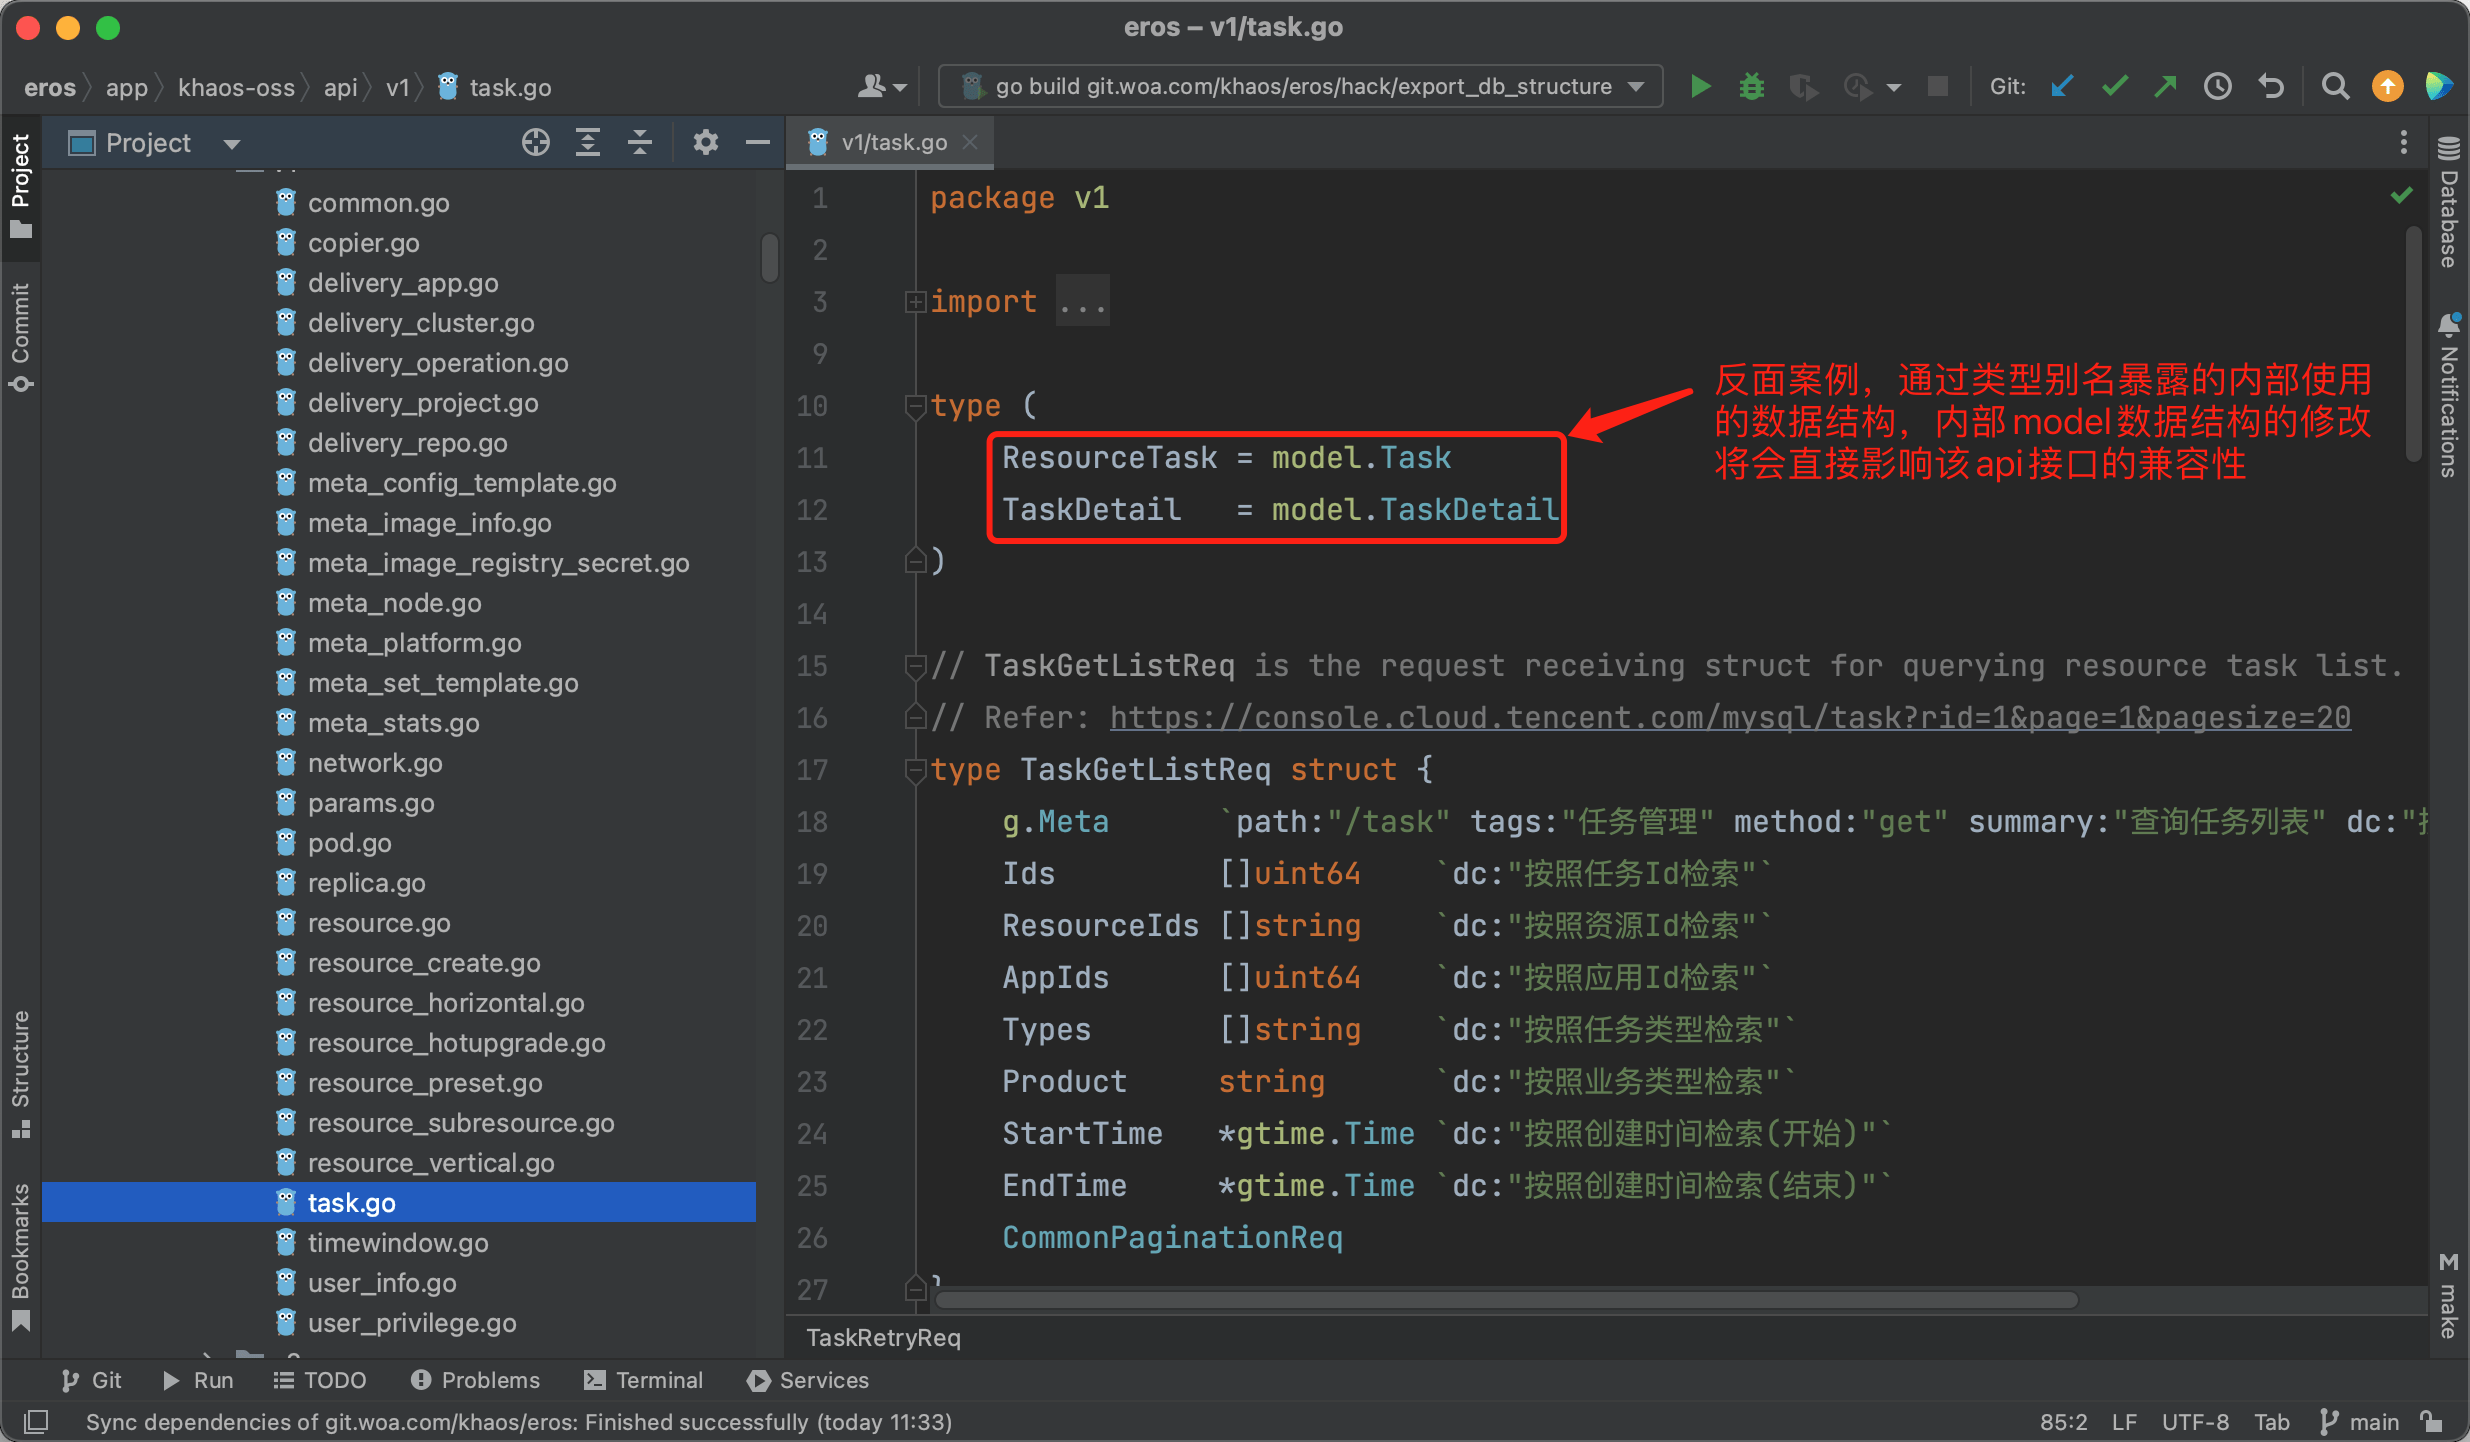 eros – v1/task.go
eros
app
khaos-oss
api
v1
task.go
go build git.woa.com/khaos/eros/hack/export_db_structure
Git:
Project
v1/task.go
Project
Commit
Structure
Bookmarks
common.go
copier.go
delivery_app.go
delivery_cluster.go
delivery_operation.go
delivery_project.go
delivery_repo.go
meta_config_template.go
meta_image_info.go
meta_image_registry_secret.go
meta_node.go
meta_platform.go
meta_set_template.go
meta_stats.go
network.go
params.go
pod.go
replica.go
resource.go
resource_create.go
resource_horizontal.go
resource_hotupgrade.go
resource_preset.go
resource_subresource.go
resource_vertical.go
task.go
timewindow.go
user_info.go
user_privilege.go
1 package v1
2
3 import ...
9
10 type (
11 ResourceTask = model.Task
12 TaskDetail = model.TaskDetail
13 )
14
15 // TaskGetListReq is the request receiving struct for querying resource task list.
16 // Refer: https://console.cloud.tencent.com/mysql/task?rid=1&page=1&pagesize=20
17 type TaskGetListReq struct {
18 g.Meta `path:"/task" tags:"任务管理" method:"get" summary:"查询任务列表" dc:"
19 Ids []uint64 `dc:"按照任务Id检索"`
20 ResourceIds []string `dc:"按照资源Id检索"`
21 AppIds []uint64 `dc:"按照应用Id检索"`
22 Types []string `dc:"按照任务类型检索"`
23 Product string `dc:"按照业务类型检索"`
24 StartTime *gtime.Time `dc:"按照创建时间检索(开始)"`
25 EndTime *gtime.Time `dc:"按照创建时间检索(结束)"`
26 CommonPaginationReq
27 }
反面案例，通过类型别名暴露的内部使用
的数据结构，内部model数据结构的修改
将会直接影响该api接口的兼容性
TaskRetryReq
Database
Notifications
make
Git
Run
TODO
Problems
Terminal
Services
Sync dependencies of git.woa.com/khaos/eros: Finished successfully (today 11:33)
85:2
LF
UTF-8
Tab
main